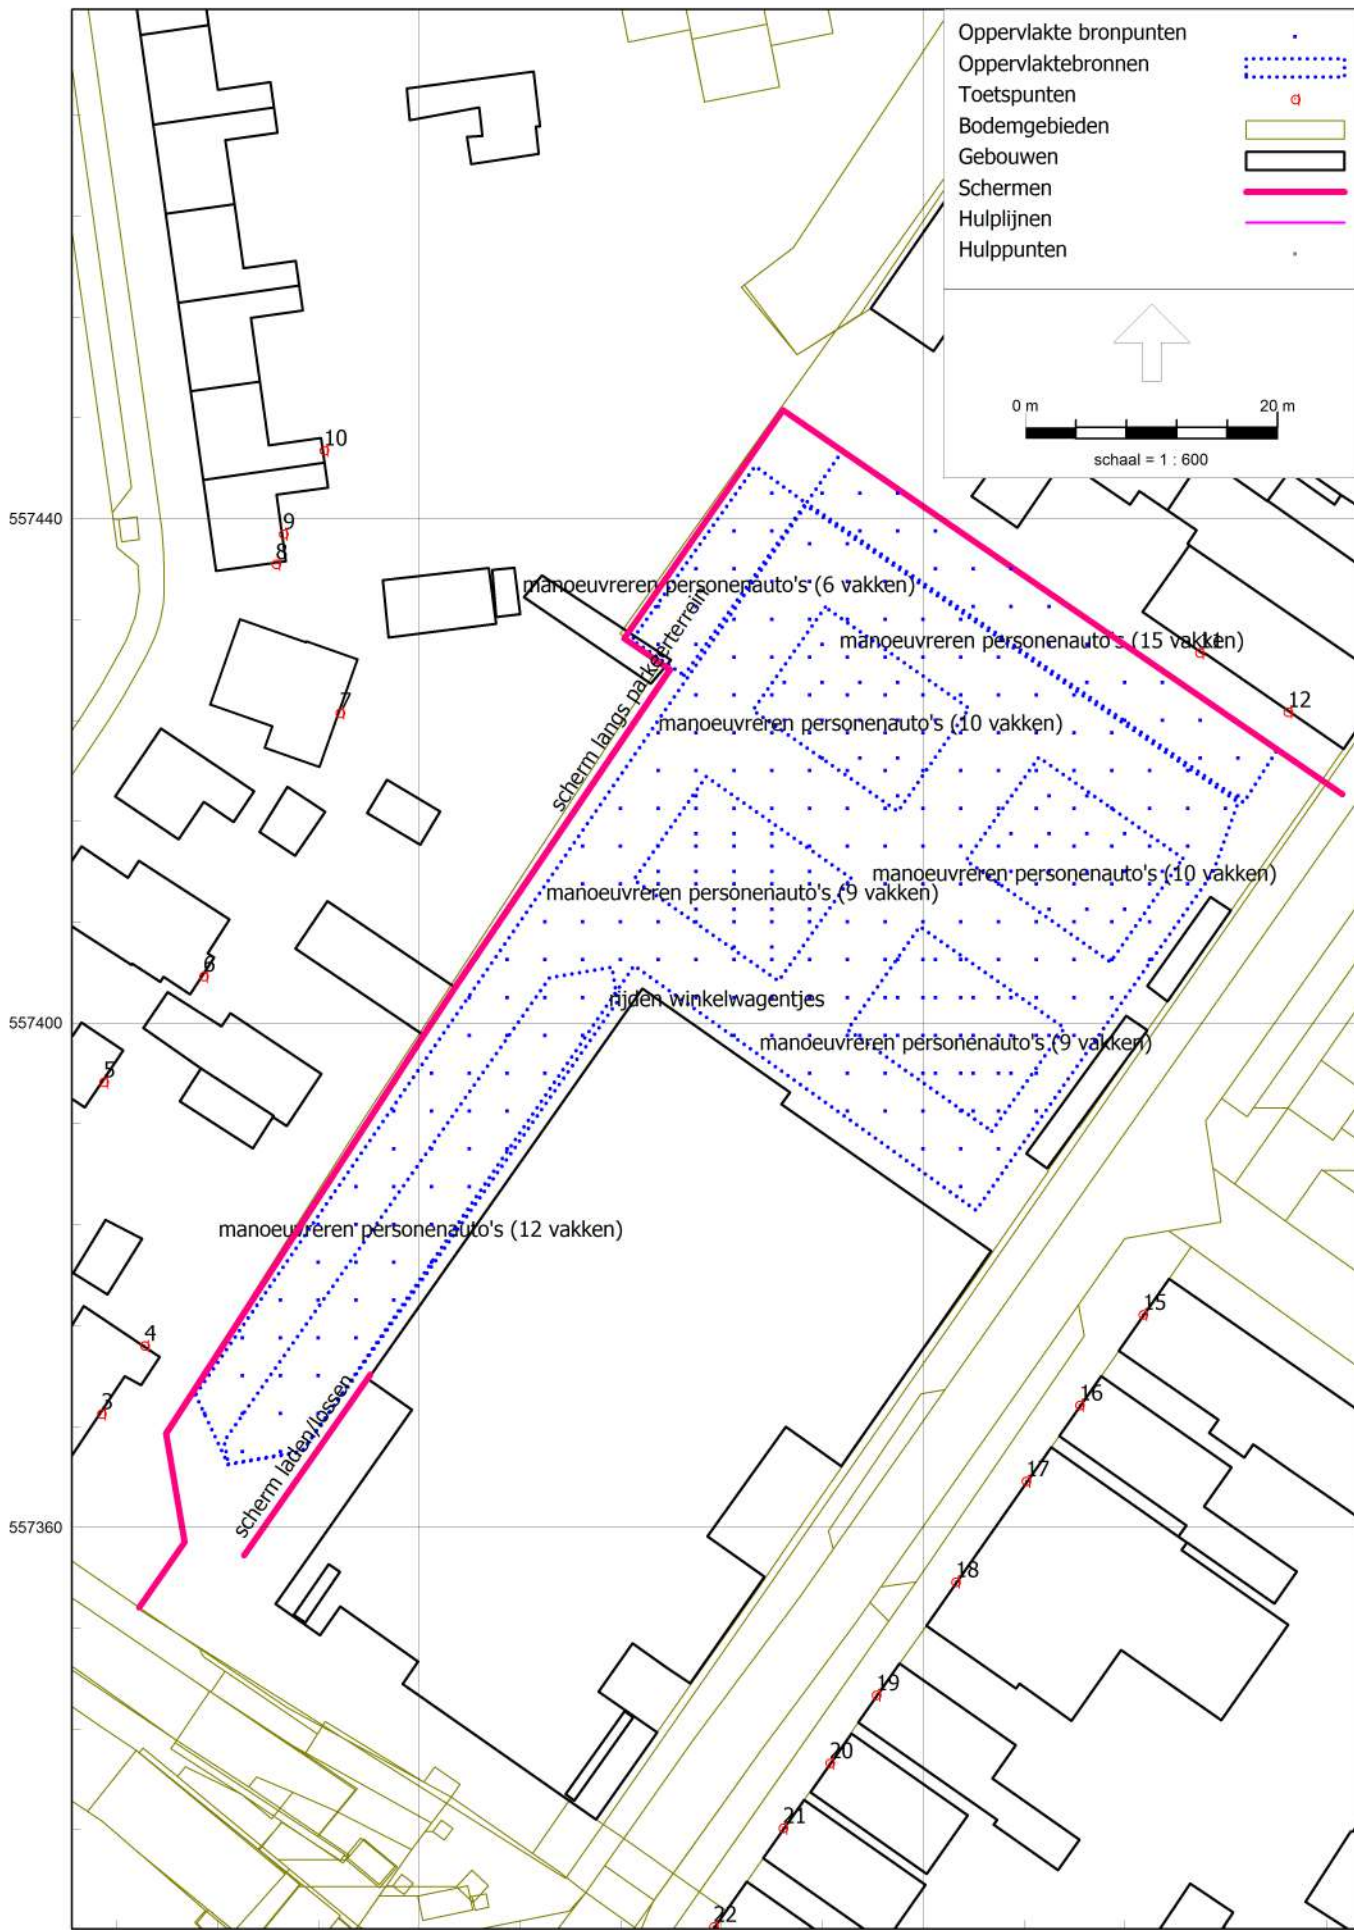 Oppervlakte bronpunten
Oppervlaktebronnen
Toetspunten
Bodemgebieden
Gebouwen
Schermen
Hulplijnen
Hulppunten
0 m 20 m
schaal = 1 : 600
10
557440
9
8
manoeuvreren personenauto's (6 vakken)
manoeuvreren personenauto's (15 vakken)
11
scherm langs parkeerterrein
7
12
manoeuvreren personenauto's (10 vakken)
manoeuvreren personenauto's (10 vakken)
manoeuvreren personenauto's (9 vakken)
6
rijden winkelwagentjes
557400
manoeuvreren personenauto's (9 vakken)
5
manoeuvreren personenauto's (12 vakken)
15
4
3
16
scherm laden/lossen
17
557360
18
19
20
21
22